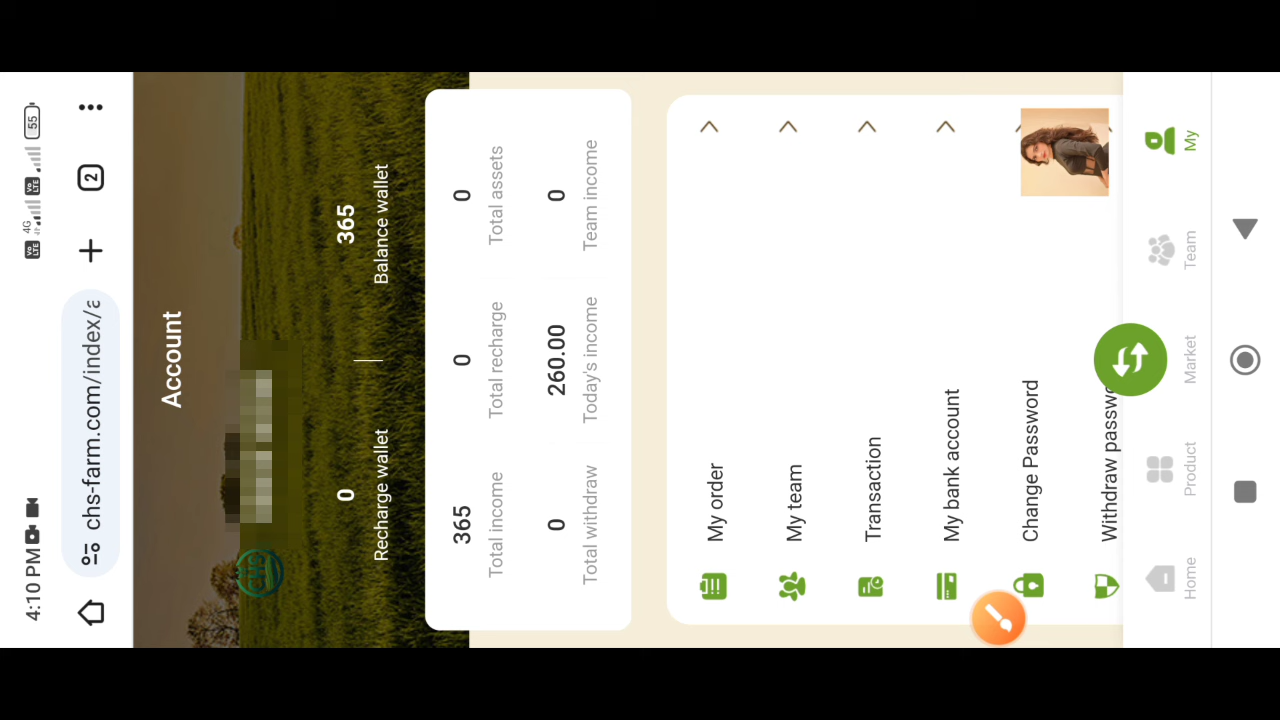 4:10 PM
4G
55
chs-farm.com/index/a
2
Account
0
Recharge wallet
365
Balance wallet
365
Total income
0
Total recharge
0
Total assets
0
Total withdraw
260.00
Today's income
0
Team income
My order
My team
Transaction
My bank account
Change Password
Withdraw passwo
Home
Product
Market
Team
My